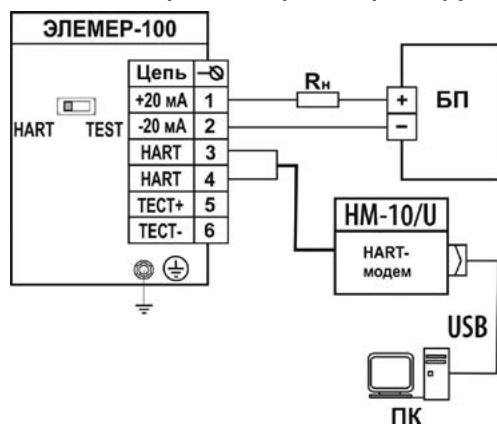 ЭЛЕМЕР-100
Цепь
+20 мА 1
-20 мА 2
HART 3
HART 4
ТЕСТ+ 5
ТЕСТ- 6
HART TEST
Rн
+ БП
−
HM-10/U
HART-
модем
USB
ПК